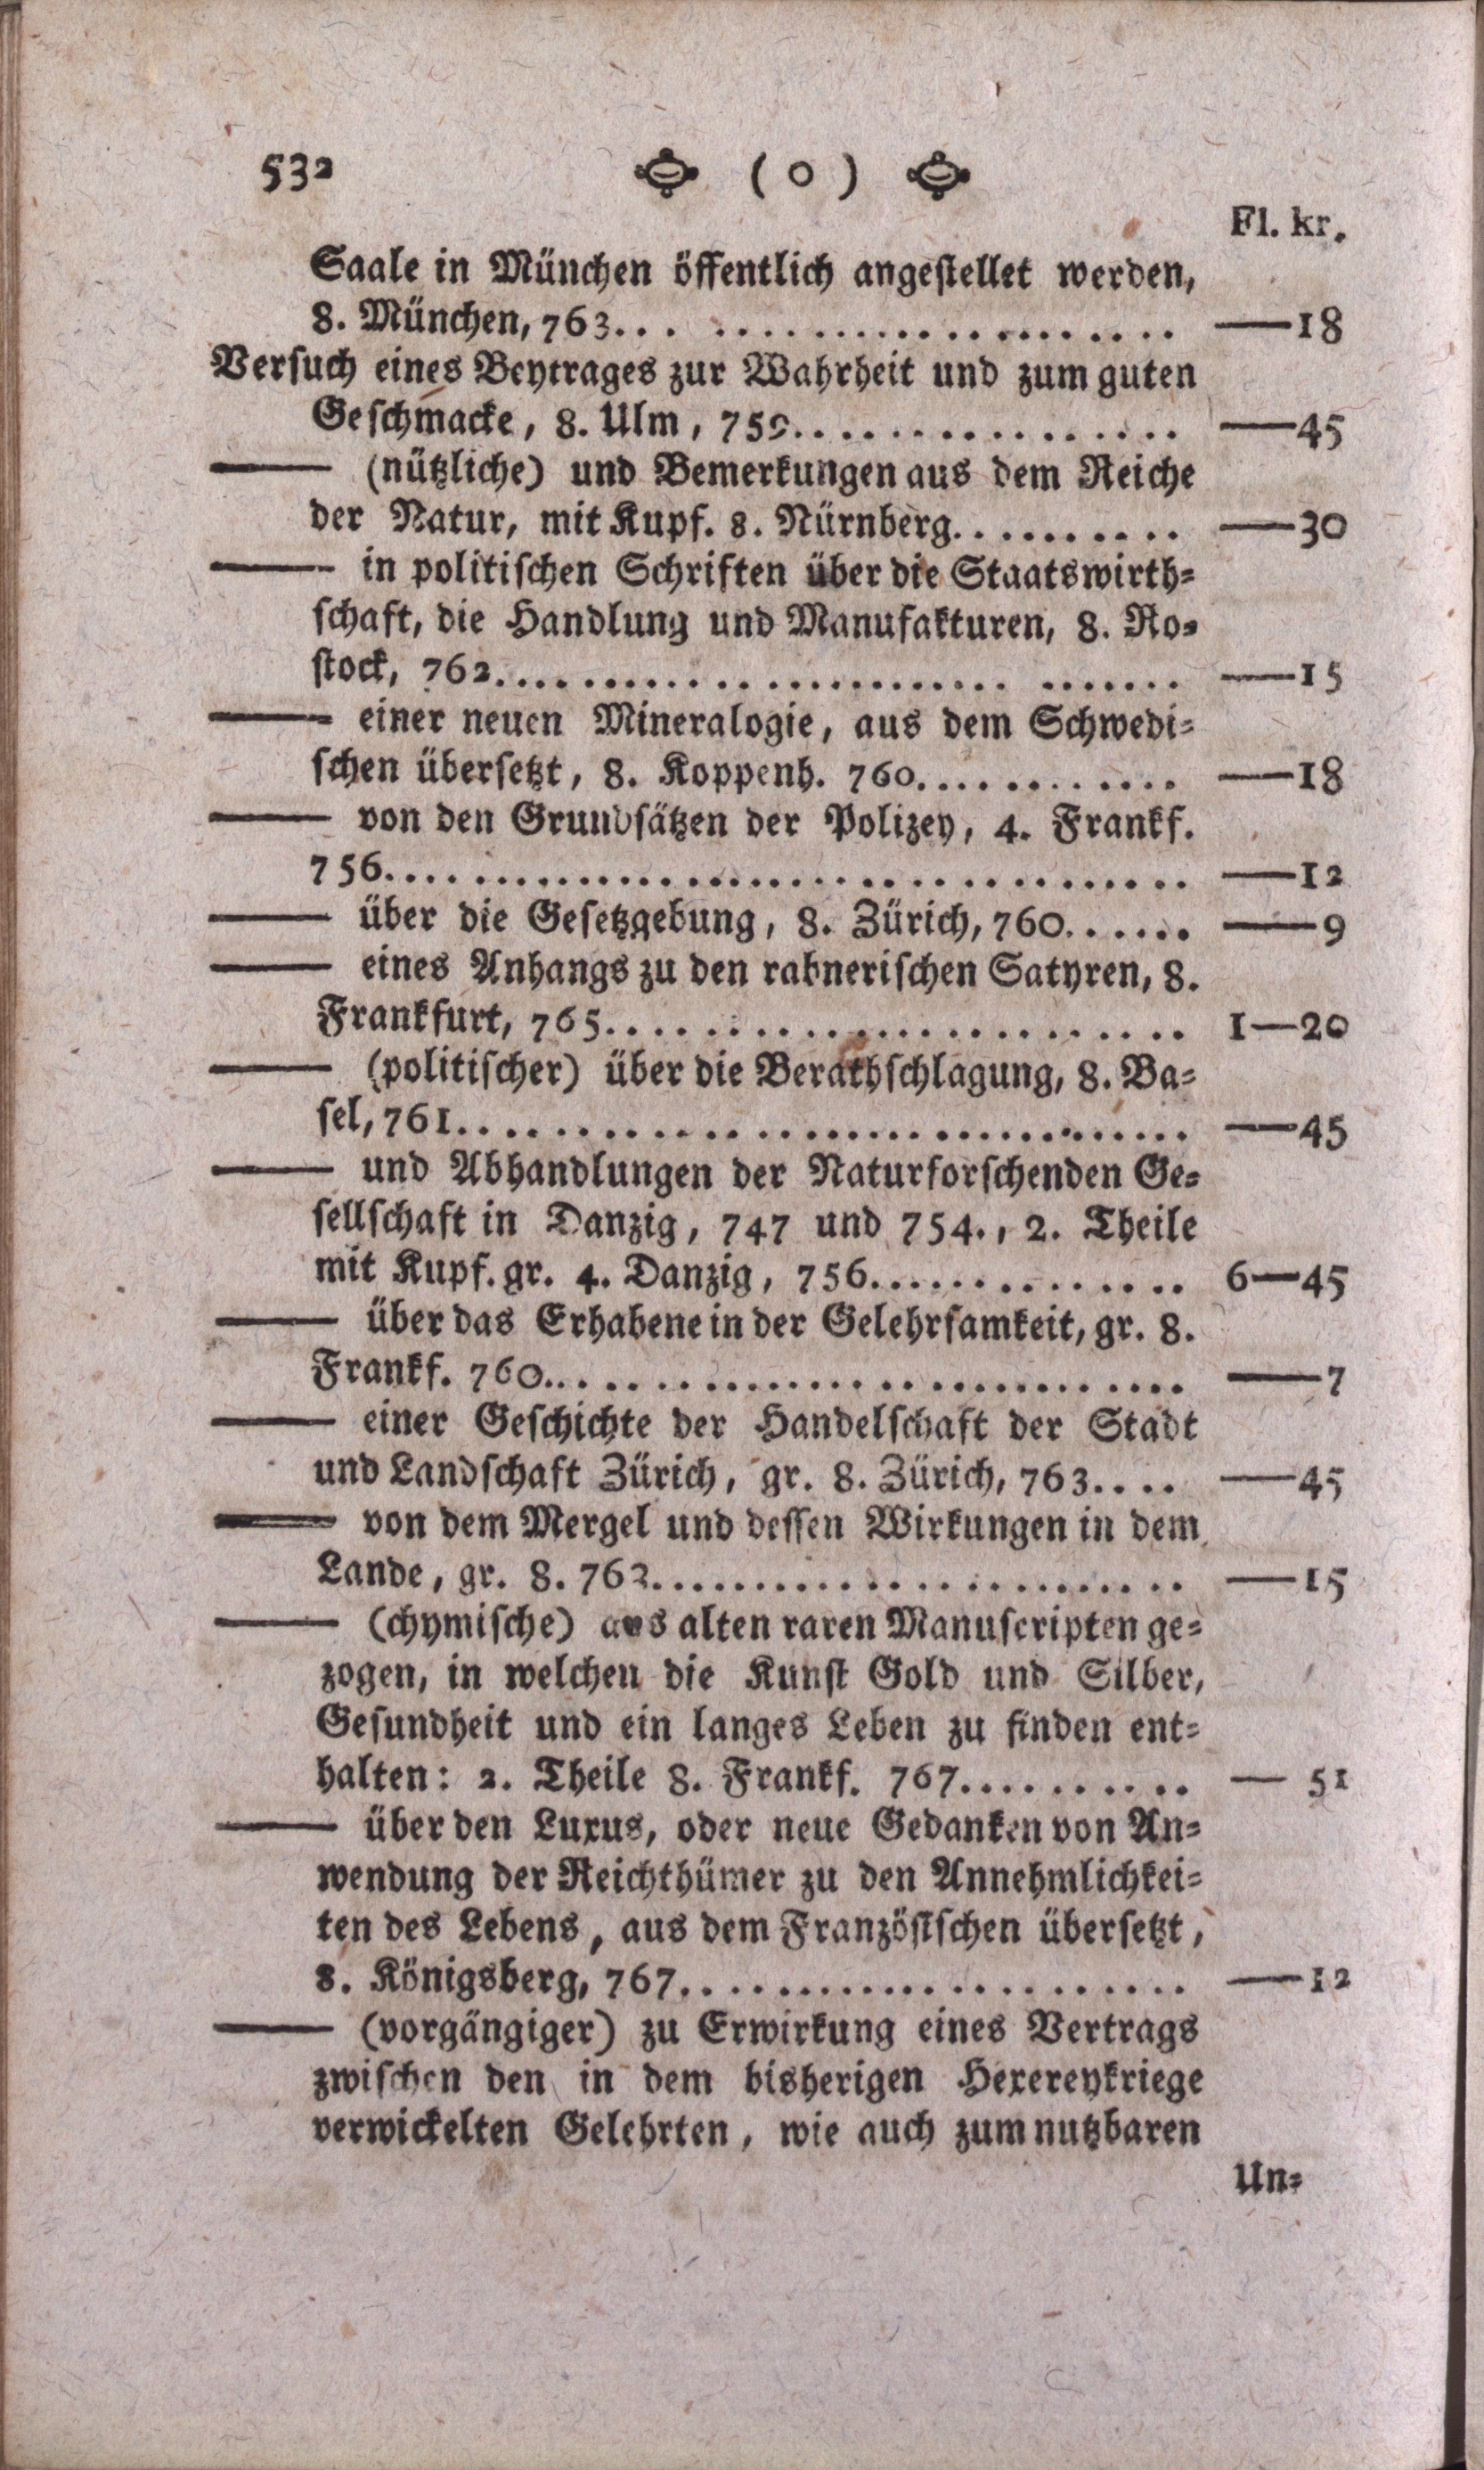 532 ( o )
Fl. kr.
Saale in München öffentlich angestellet werden,
8. München, 763... .................. —18
Versuch eines Beytrages zur Wahrheit und zum guten
Geschmacke, 8. Ulm, 759................. —45
—— (nützliche) und Bemerkungen aus dem Reiche
der Natur, mit Kupf. 8. Nürnberg.......... —30
—— in politischen Schriften über die Staatswirth-
schaft, die Handlung und Manufakturen, 8. Ro-
stock, 762............................ —15
—— einer neuen Mineralogie, aus dem Schwedi-
schen übersetzt, 8. Koppenh. 760............ —18
—— von den Grundsätzen der Polizey, 4. Frankf.
756.................................. —12
—— über die Gesetzgebung, 8. Zürich, 760...... —9
—— eines Anhangs zu den rabnerischen Satyren, 8.
Frankfurt, 765........................ 1—20
—— (politischer) über die Berathschlagung, 8. Ba-
sel, 761.............................. —45
—— und Abhandlungen der Naturforschenden Ge-
sellschaft in Danzig, 747 und 754., 2. Theile
mit Kupf. gr. 4. Danzig, 756.............. 6—45
—— über das Erhabene in der Gelehrsamkeit, gr. 8.
Frankf. 760........................... —7
—— einer Geschichte der Handelschaft der Stadt
und Landschaft Zürich, gr. 8. Zürich, 763.... —45
—— von dem Mergel und dessen Wirkungen in dem
Lande, gr. 8. 762....................... —15
—— (chymische) aus alten raren Manuscripten ge-
zogen, in welchen die Kunst Gold und Silber,
Gesundheit und ein langes Leben zu finden ent-
halten: 2. Theile 8. Frankf. 767.......... — 51
—— über den Luxus, oder neue Gedanken von An-
wendung der Reichthümer zu den Annehmlichkei-
ten des Lebens, aus dem Französischen übersetzt,
8. Königsberg, 767...................... —12
—— (vorgängiger) zu Erwirkung eines Vertrags
zwischen den in dem bisherigen Hexereykriege
verwickelten Gelehrten, wie auch zum nutzbaren
Un-